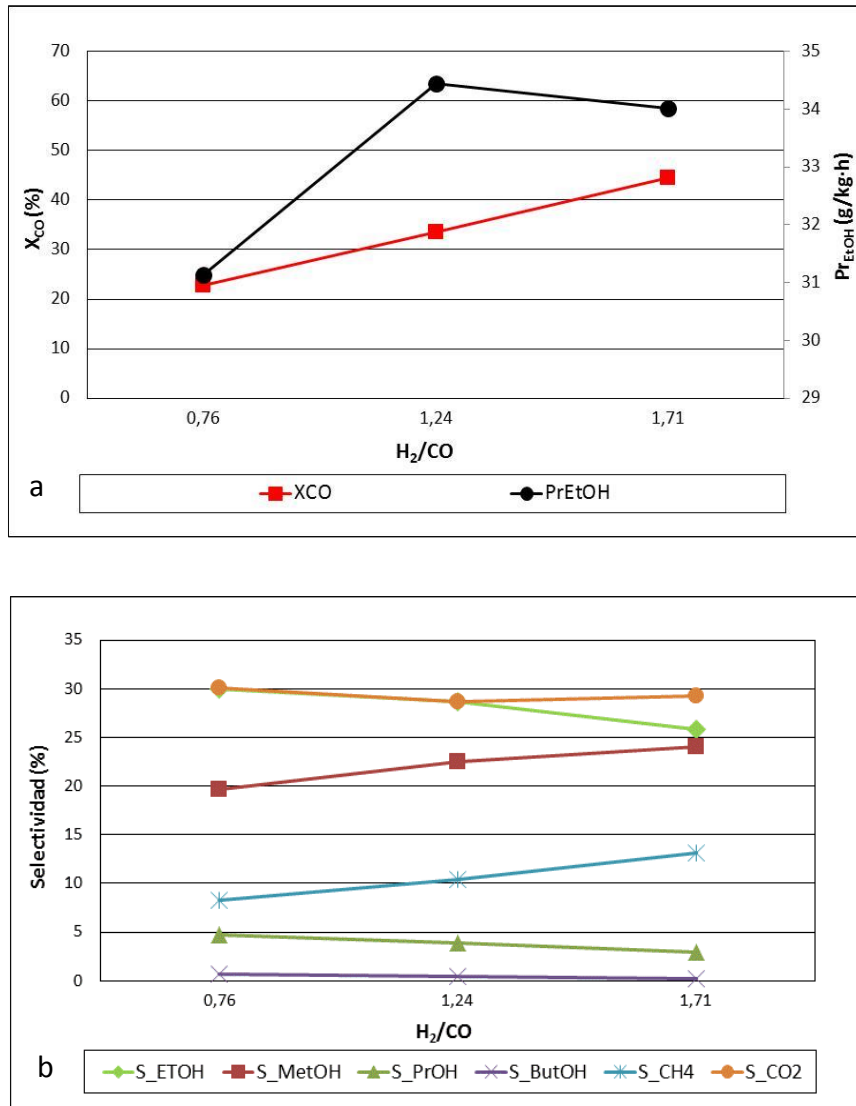 70
60
50
40
30
20
10
0
X_CO (%)
35
34
33
32
31
30
29
Pr_EtOH (g/kg·h)
0,76 1,24 1,71
H₂/CO
a
XCO PrEtOH
35
30
25
20
15
10
5
0
Selectividad (%)
0,76 1,24 1,71
H₂/CO
b
S_ETOH S_MetOH S_PrOH S_ButOH S_CH4 S_CO2